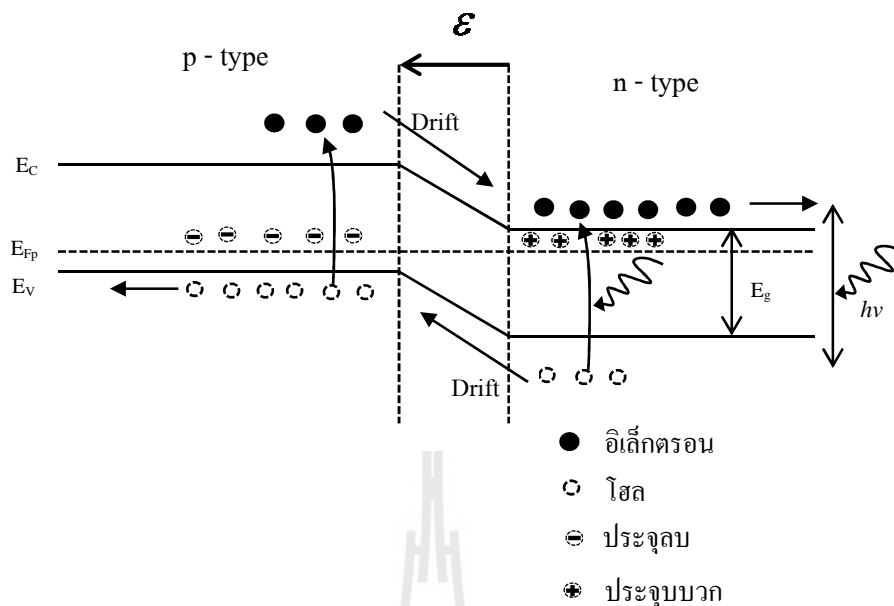 ε
p - type
n - type
Drift
E_C
E_Fp
E_V
E_g
hν
Drift
อิเล็กตรอน
โฮล
ประจุลบ
ประจุบบวก